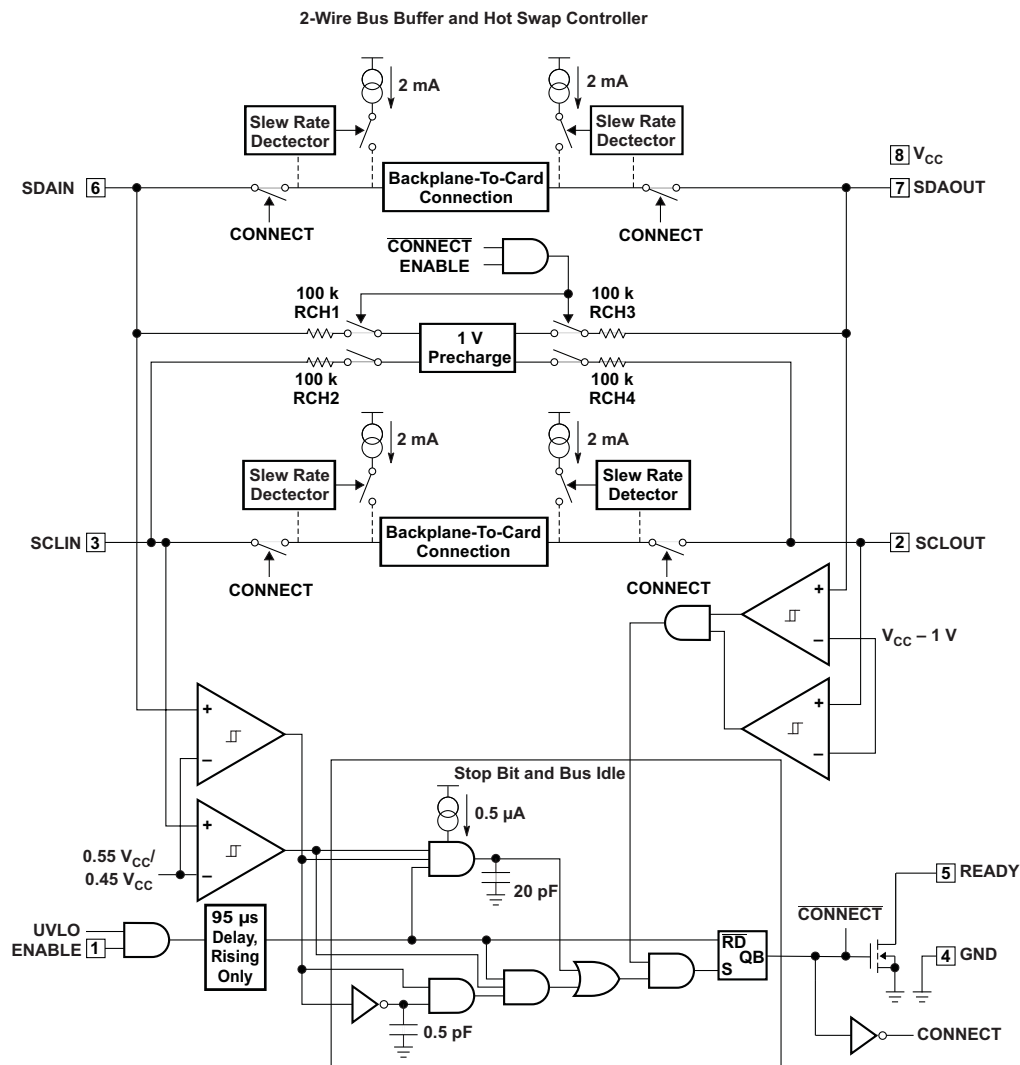 2-Wire Bus Buffer and Hot Swap Controller
2 mA
2 mA
Slew Rate
Dectector
Slew Rate
Dectector
8 VCC
SDAIN 6
Backplane-To-Card
Connection
7 SDAOUT
CONNECT
CONNECT
CONNECT
ENABLE
100 k
RCH1
100 k
RCH3
1 V
Precharge
100 k
RCH2
100 k
RCH4
2 mA
2 mA
Slew Rate
Dectector
Slew Rate
Detector
SCLIN 3
Backplane-To-Card
Connection
2 SCLOUT
CONNECT
CONNECT
+
–
VCC – 1 V
+
–
+
–
Stop Bit and Bus Idle
0.5 µA
+
–
0.55 VCC/
0.45 VCC
20 pF
5 READY
UVLO
ENABLE 1
95 µs
Delay,
Rising
Only
CONNECT
RD
QB
S
4 GND
0.5 pF
CONNECT